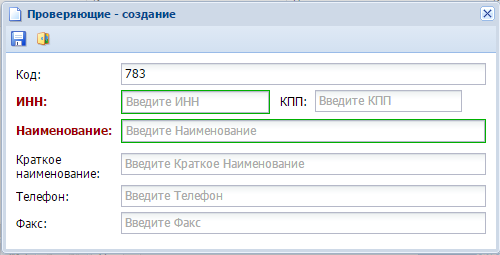 Проверяющие - создание
Код: 783
ИНН: Введите ИНН КПП: Введите КПП
Наименование: Введите Наименование
Краткое
наименование: Введите Краткое Наименование
Телефон: Введите Телефон
Факс: Введите Факс